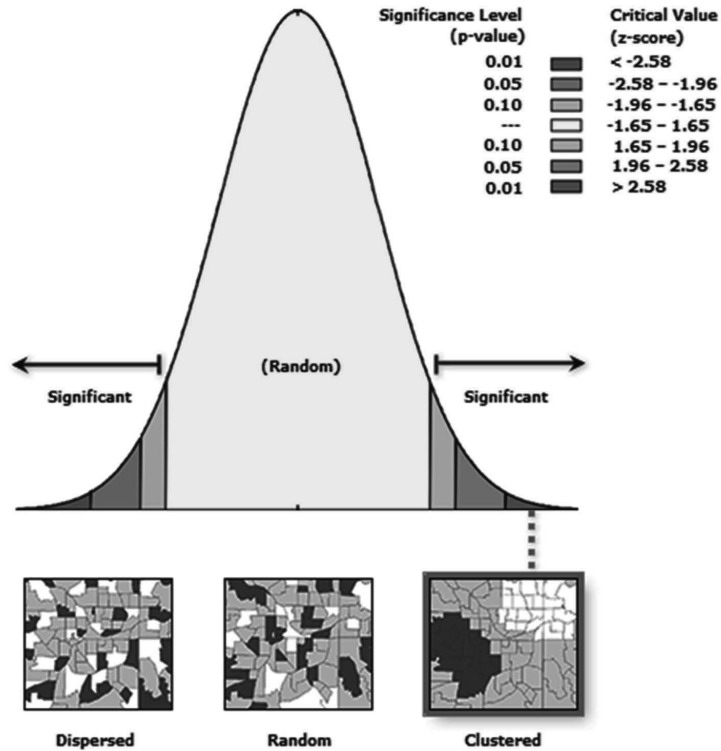 Significance Level Critical Value
(p-value) (z-score)
0.01 < -2.58
0.05 -2.58 – -1.96
0.10 -1.96 – -1.65
--- -1.65 – 1.65
0.10 1.65 – 1.96
0.05 1.96 – 2.58
0.01 > 2.58
(Random)
Significant Significant
Dispersed Random Clustered